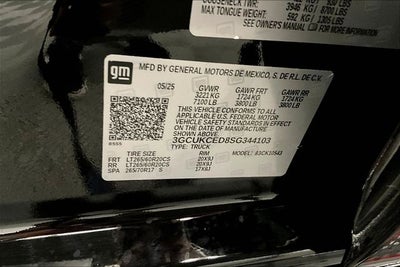 GOOSENECK TWR:
3946 KG / 8700 LBS
MAX TONGUE WEIGHT:
592 KG / 1305 LBS
SEE OWNER'S MANUAL
gm
MFD BY GENERAL MOTORS DE MEXICO, S. DE R.L. DE C.V.
05/25 GVWR GAWR FRT GAWR RR
3221 KG 1724 KG 1724 KG
7100 LB 3800 LB 3800 LB
THIS VEHICLE CONFORMS TO ALL
APPLICABLE U.S. FEDERAL MOTOR
VEHICLE SAFETY STANDARDS
IN EFFECT ON THE DATE OF
MANUFACTURE SHOWN ABOVE.
3GCUKCED8SG344103
TYPE: TRUCK MODEL: 83CK10543
TIRE SIZE RIM
FRT LT265/60R20CS 20X9J
RR LT265/60R20CS 20X9J
SPA 265/70R17 S 17X8J